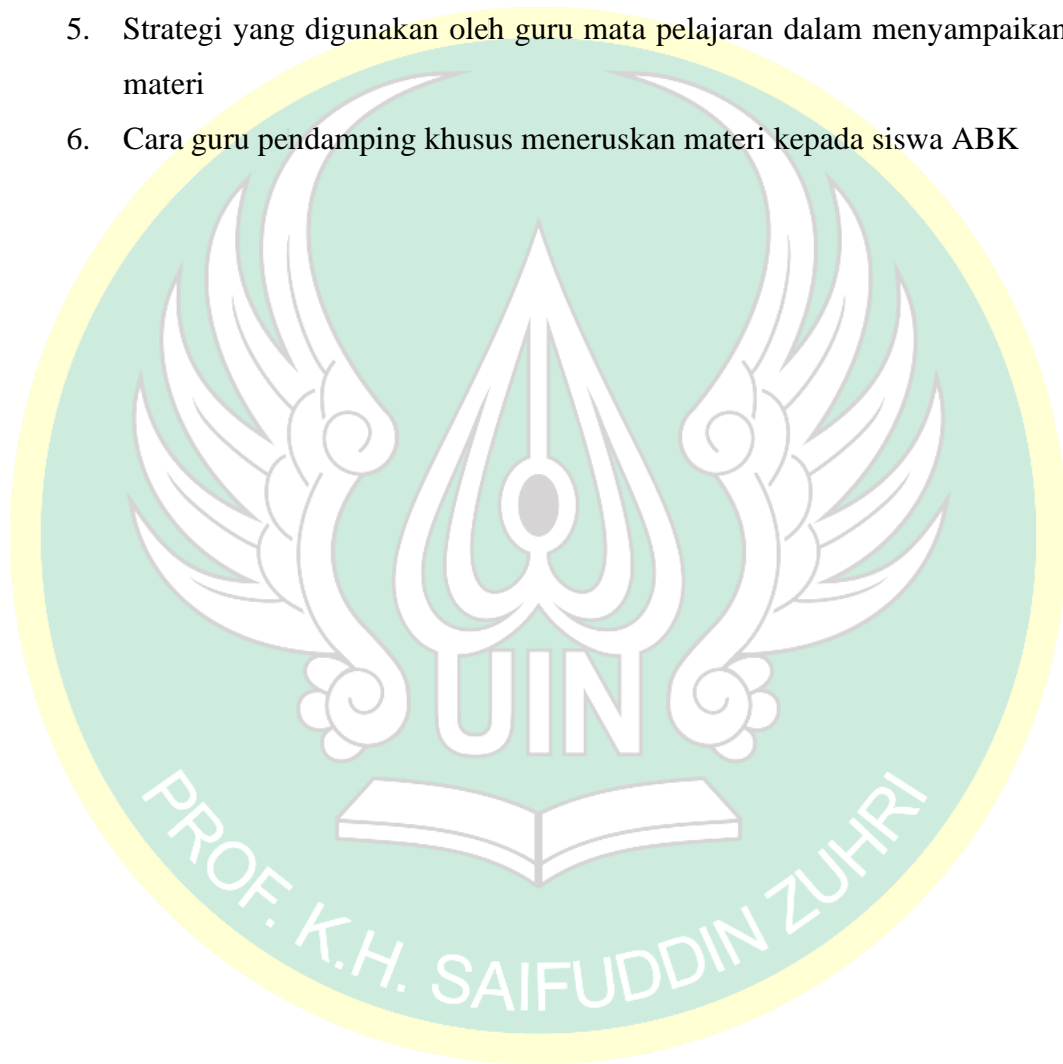 5. Strategi yang digunakan oleh guru mata pelajaran dalam menyampaikan
materi
6. Cara guru pendamping khusus meneruskan materi kepada siswa ABK
UIN
PROF. K.H. SAIFUDDIN ZUHRI